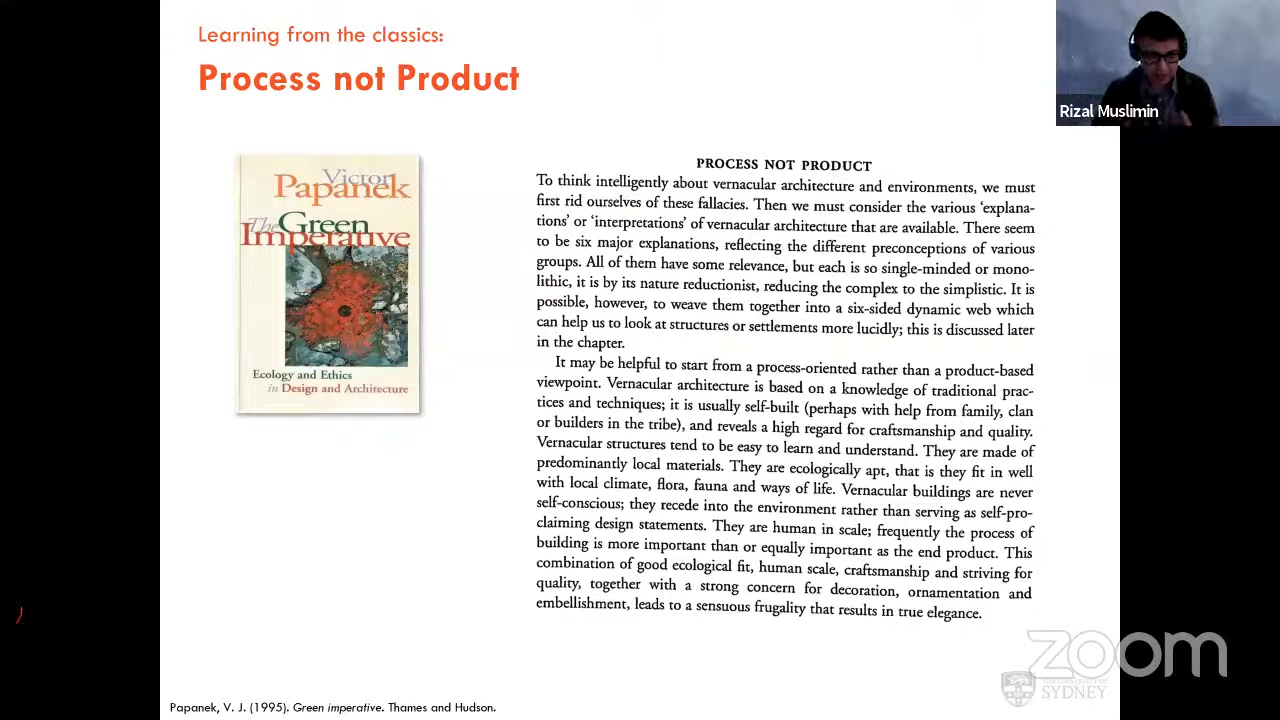 Learning from the classics:
Process not Product
Rizal Muslimin
Victor
Papanek
The Green
Imperative
Ecology and Ethics
in Design and Architecture
PROCESS NOT PRODUCT
To think intelligently about vernacular architecture and environments, we must
first rid ourselves of these fallacies. Then we must consider the various ‘explana-
tions’ or ‘interpretations’ of vernacular architecture that are available. There seem
to be six major explanations, reflecting the different preconceptions of various
groups. All of them have some relevance, but each is so single-minded or mono-
lithic, it is by its nature reductionist, reducing the complex to the simplistic. It is
possible, however, to weave them together into a six-sided dynamic web which
can help us to look at structures or settlements more lucidly; this is discussed later
in the chapter.
It may be helpful to start from a process-oriented rather than a product-based
viewpoint. Vernacular architecture is based on a knowledge of traditional prac-
tices and techniques; it is usually self-built (perhaps with help from family, clan
or builders in the tribe), and reveals a high regard for craftsmanship and quality.
Vernacular structures tend to be easy to learn and understand. They are made of
predominantly local materials. They are ecologically apt, that is they fit in well
with local climate, flora, fauna and ways of life. Vernacular buildings are never
self-conscious; they recede into the environment rather than serving as self-pro-
claiming design statements. They are human in scale; frequently the process of
building is more important than or equally important as the end product. This
combination of good ecological fit, human scale, craftsmanship and striving for
quality, together with a strong concern for decoration, ornamentation and
embellishment, leads to a sensuous frugality that results in true elegance.
zoom
THE UNIVERSITY OF
SYDNEY
Papanek, V. J. (1995). Green imperative. Thames and Hudson.